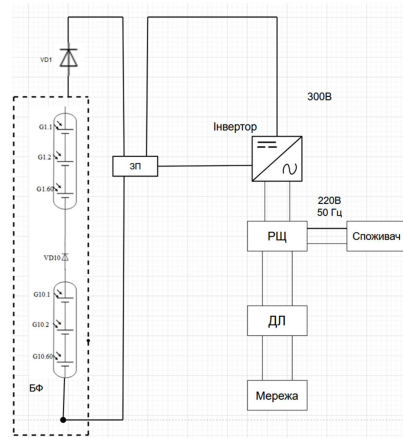 VD1
300В
Інвертор
G1.1
G1.2
G1.60
ЗП
220В
50 Гц
РЩ
Споживач
VD10
G10.1
G10.2
G10.60
ДЛ
БФ
Мережа